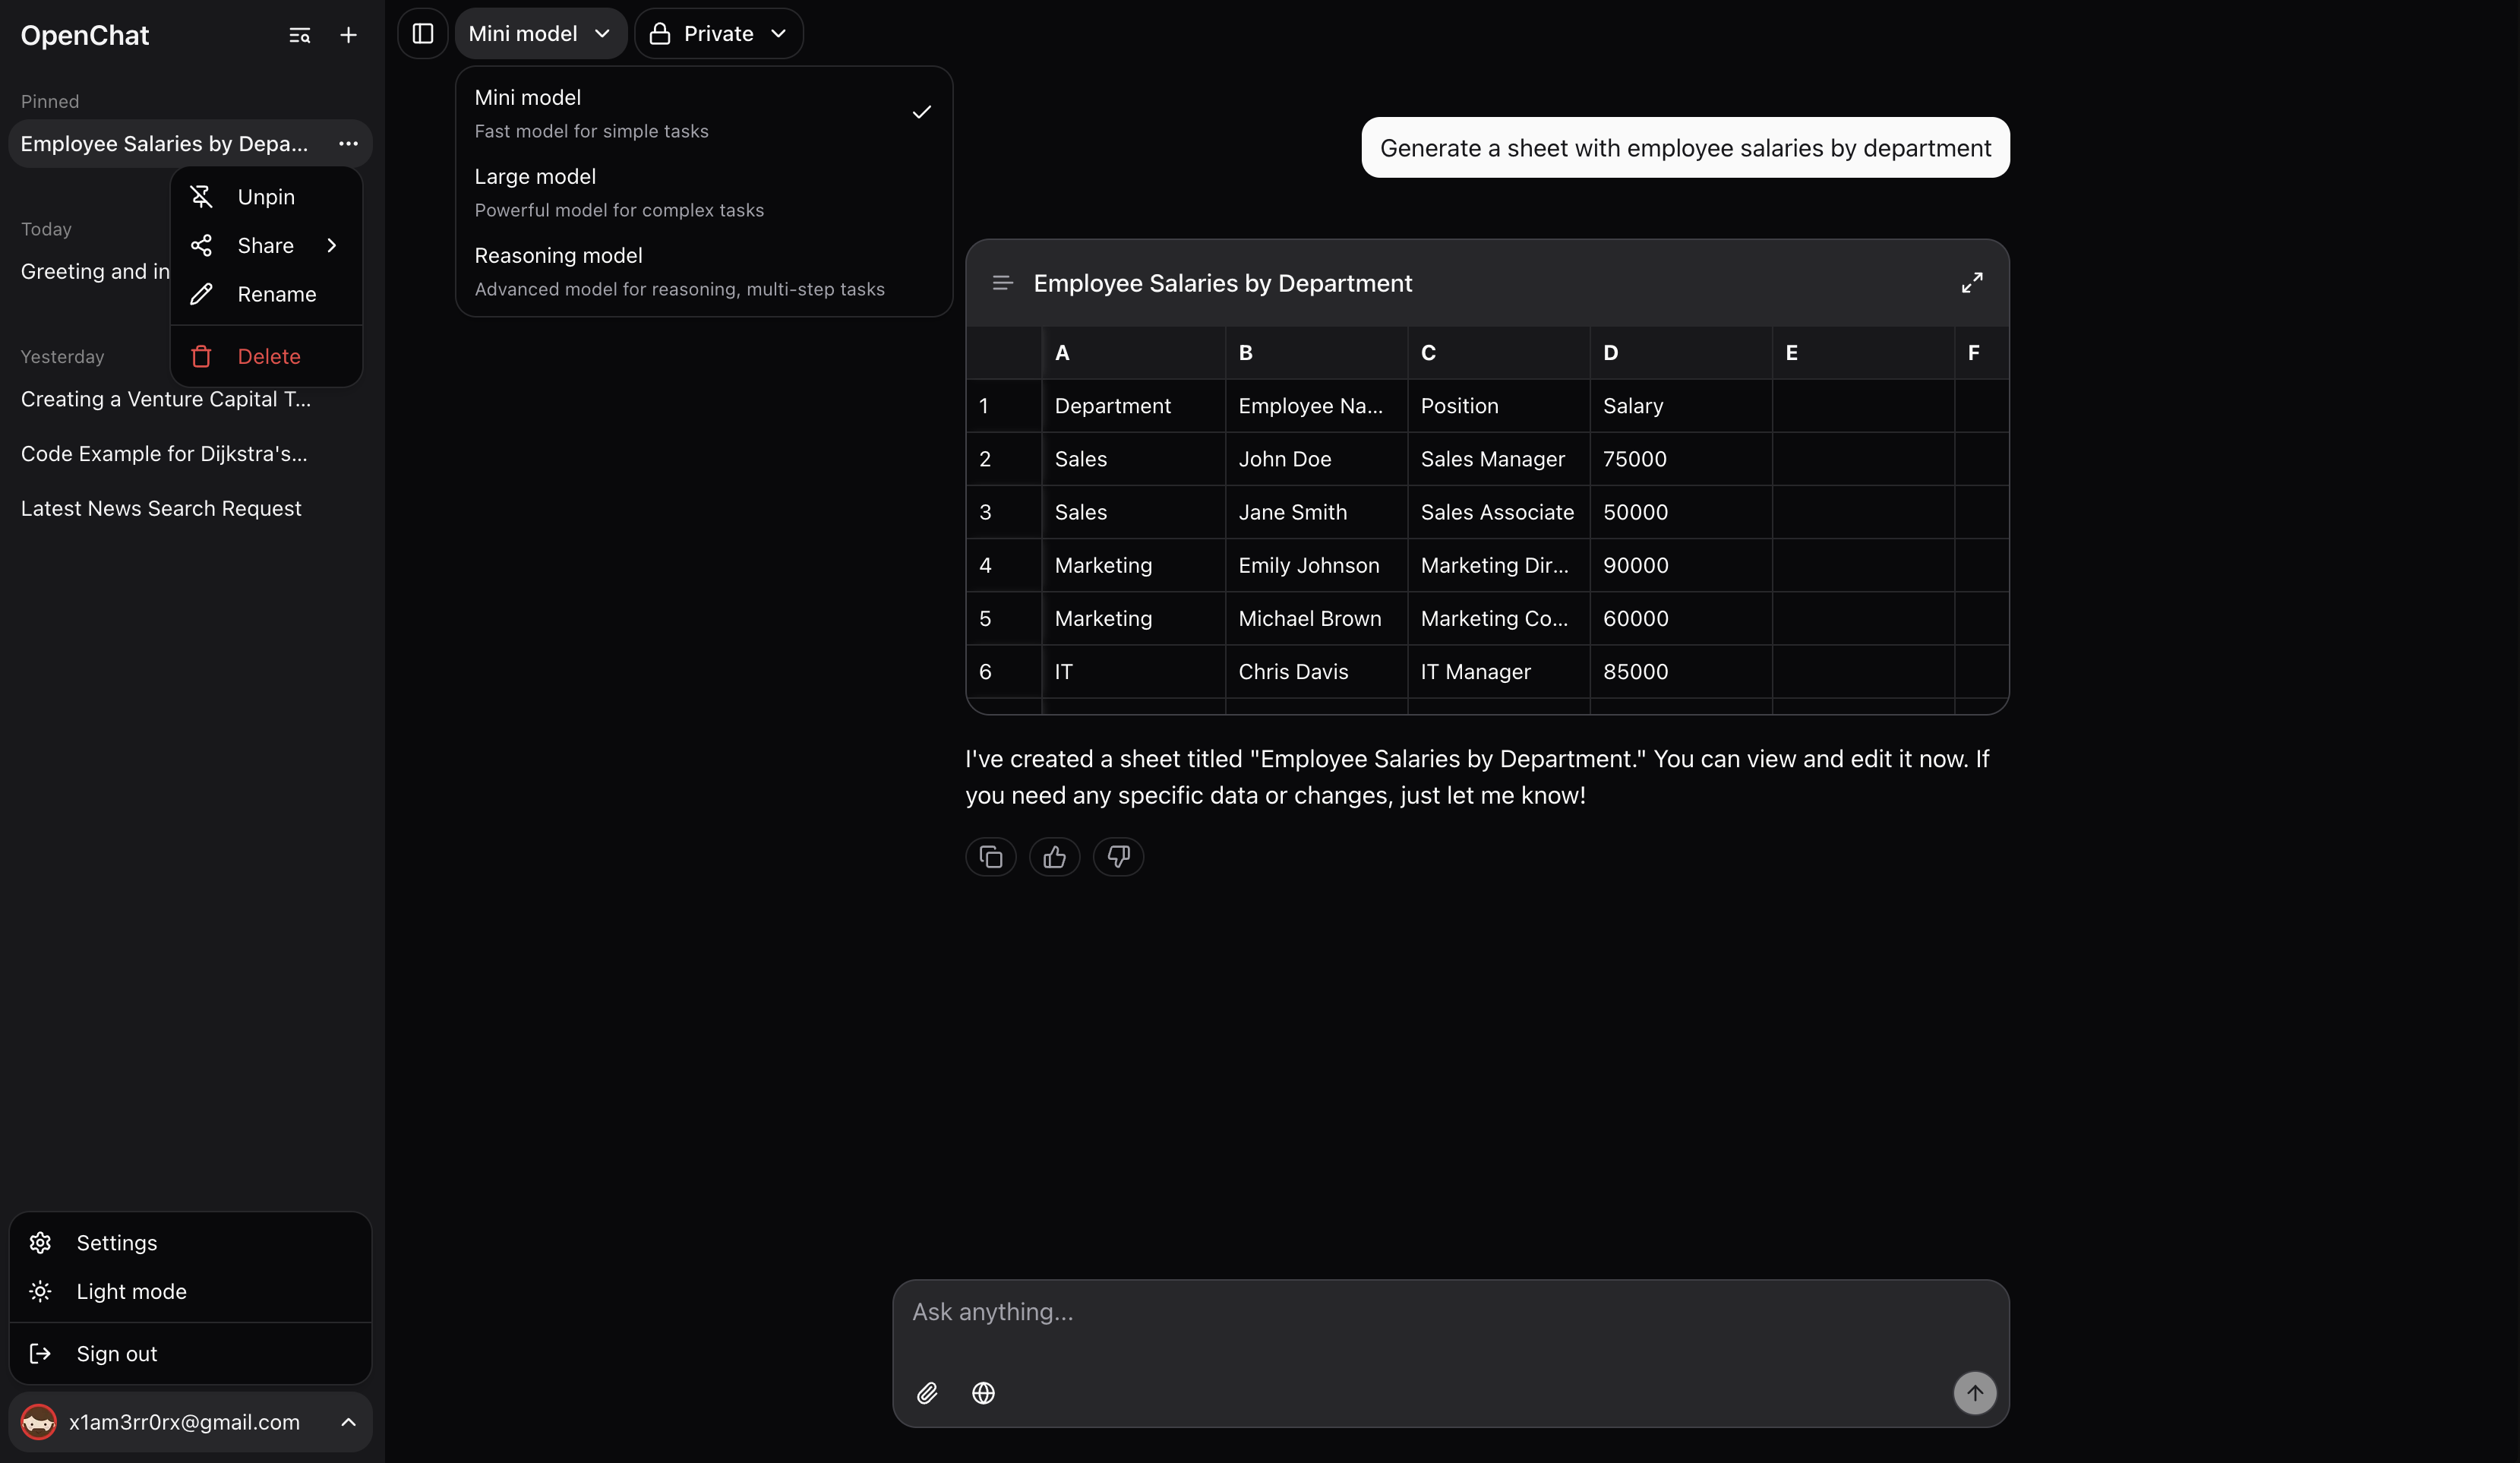 OpenChat
Pinned
Employee Salaries by Depa...
Unpin
Share
Rename
Delete
Today
Greeting and in
Yesterday
Creating a Venture Capital T...
Code Example for Dijkstra's...
Latest News Search Request
Settings
Light mode
Sign out
x1am3rr0rx@gmail.com
Mini model
Private
Mini model
Fast model for simple tasks
Large model
Powerful model for complex tasks
Reasoning model
Advanced model for reasoning, multi-step tasks
Generate a sheet with employee salaries by department
Employee Salaries by Department
A B C D E F
1 Department Employee Na... Position Salary
2 Sales John Doe Sales Manager 75000
3 Sales Jane Smith Sales Associate 50000
4 Marketing Emily Johnson Marketing Dir... 90000
5 Marketing Michael Brown Marketing Co... 60000
6 IT Chris Davis IT Manager 85000
I've created a sheet titled "Employee Salaries by Department." You can view and edit it now. If
you need any specific data or changes, just let me know!
Ask anything...